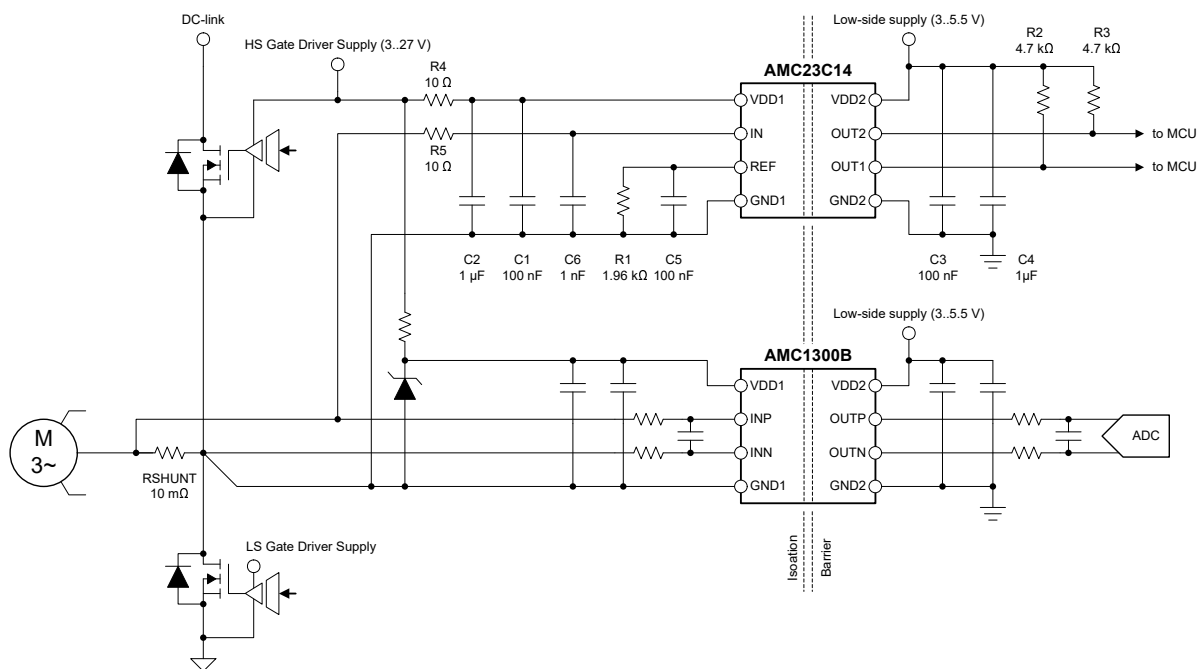 DC-link
HS Gate Driver Supply (3..27 V)
Low-side supply (3..5.5 V)
R2
4.7 kΩ
R3
4.7 kΩ
R4
10 Ω
R5
10 Ω
AMC23C14
VDD1
IN
REF
GND1
VDD2
OUT2
OUT1
GND2
to MCU
to MCU
C2
1 µF
C1
100 nF
C6
1 nF
R1
1.96 kΩ
C5
100 nF
C3
100 nF
C4
1µF
Low-side supply (3..5.5 V)
AMC1300B
VDD1
INP
INN
GND1
VDD2
OUTP
OUTN
GND2
ADC
M
3~
RSHUNT
10 mΩ
LS Gate Driver Supply
Isoation
Barrier